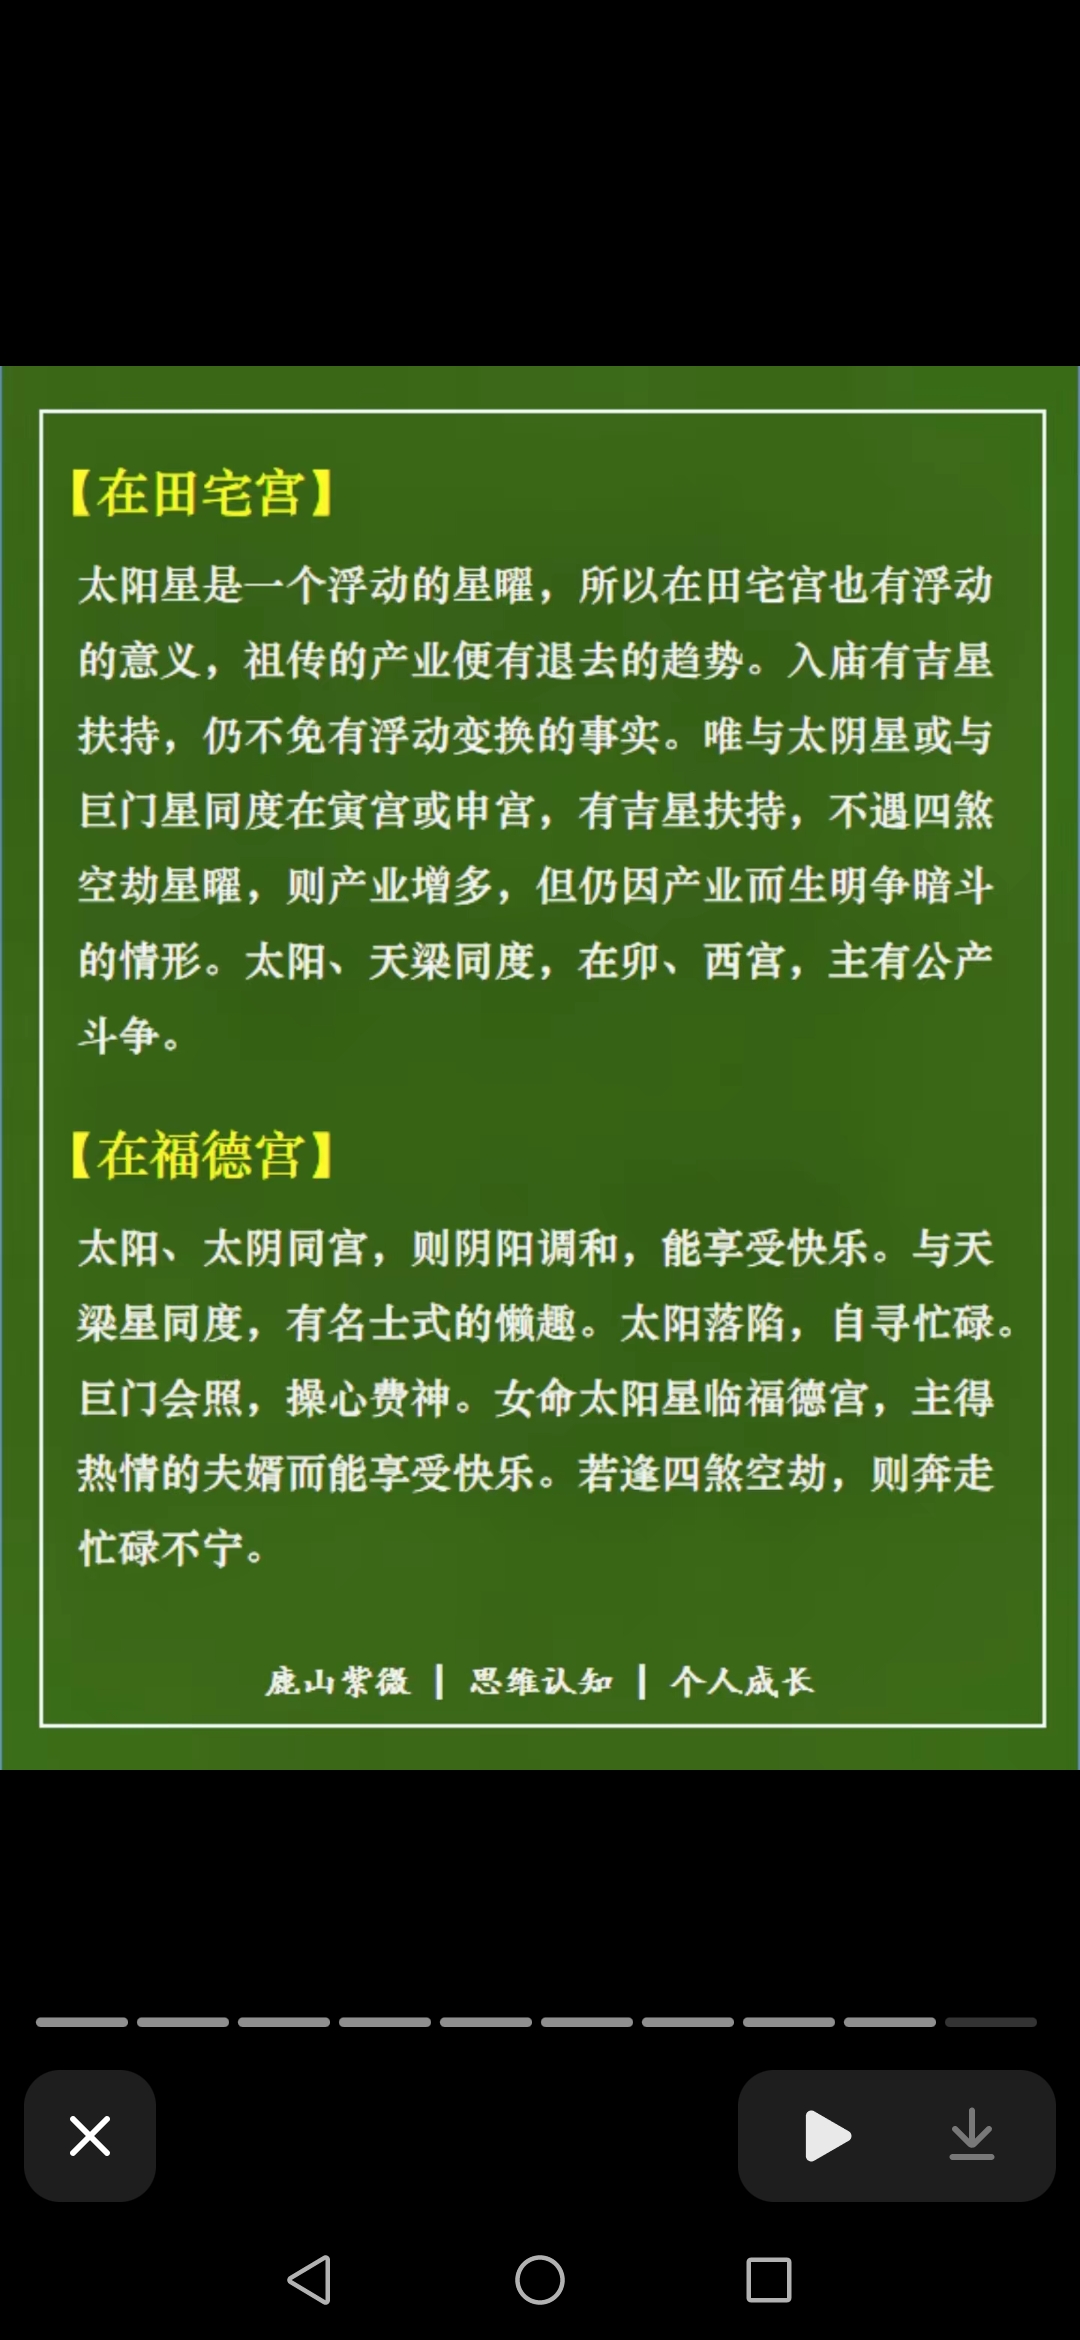 【在田宅宫】
太阳星是一个浮动的星曜，所以在田宅宫也有浮动
的意义，祖传的产业便有退去的趋势。入庙有吉星
扶持，仍不免有浮动变换的事实。唯与太阴星或与
巨门星同度在寅宫或申宫，有吉星扶持，不遇四煞
空劫星曜，则产业增多，但仍因产业而生明争暗斗
的情形。太阳、天梁同度，在卯、西宫，主有公产
斗争。
【在福德宫】
太阳、太阴同宫，则阴阳调和，能享受快乐。与天
梁星同度，有名士式的懒趣。太阳落陷，自寻忙碌。
巨门会照，操心费神。女命太阳星临福德宫，主得
热情的夫婿而能享受快乐。若逢四煞空劫，则奔走
忙碌不宁。
鹿山紫微 | 思维认知 | 个人成长